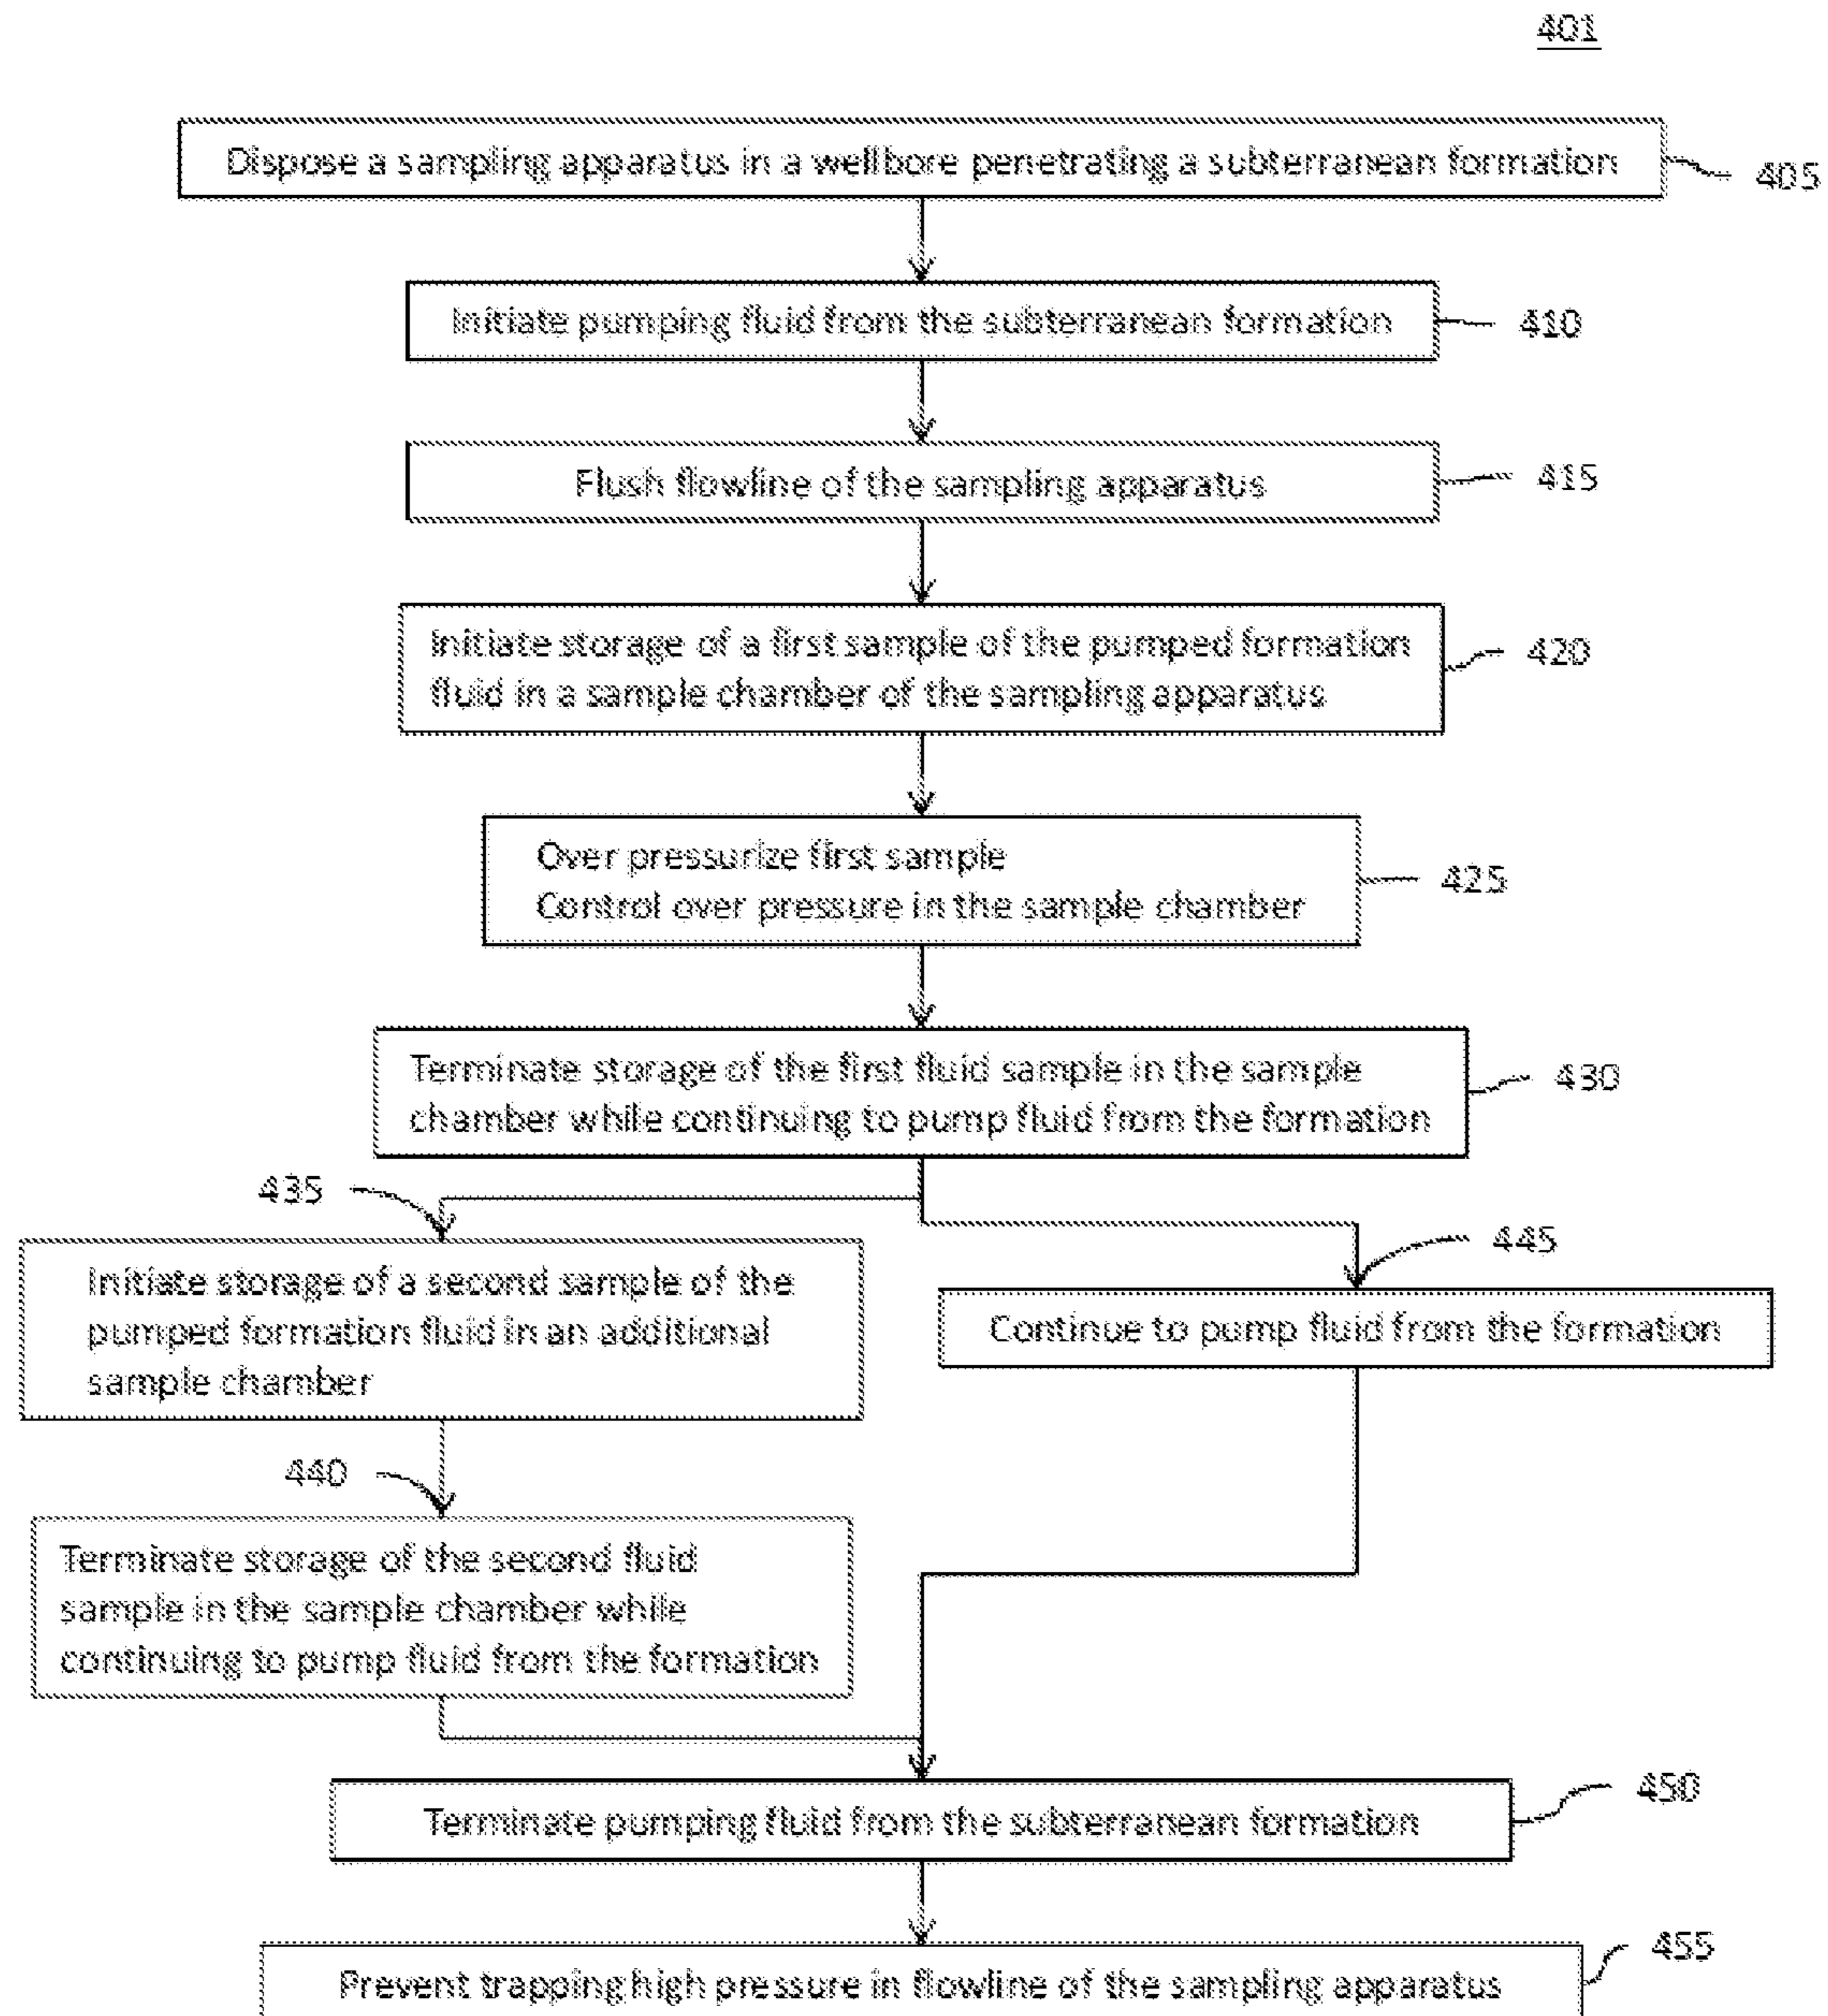 401
Dispose a sampling apparatus in a wellbore penetrating a subterranean formation
405
Initiate pumping fluid from the subterranean formation
410
Flush flowline of the sampling apparatus
415
Initiate storage of a first sample of the pumped formation
fluid in a sample chamber of the sampling apparatus
420
Over pressurize first sample
Control over pressure in the sample chamber
425
Terminate storage of the first fluid sample in the sample
chamber while continuing to pump fluid from the formation
430
435
Initiate storage of a second sample of the
pumped formation fluid in an additional
sample chamber
445
Continue to pump fluid from the formation
440
Terminate storage of the second fluid
sample in the sample chamber while
continuing to pump fluid from the formation
450
Terminate pumping fluid from the subterranean formation
455
Prevent trapping high pressure in flowline of the sampling apparatus